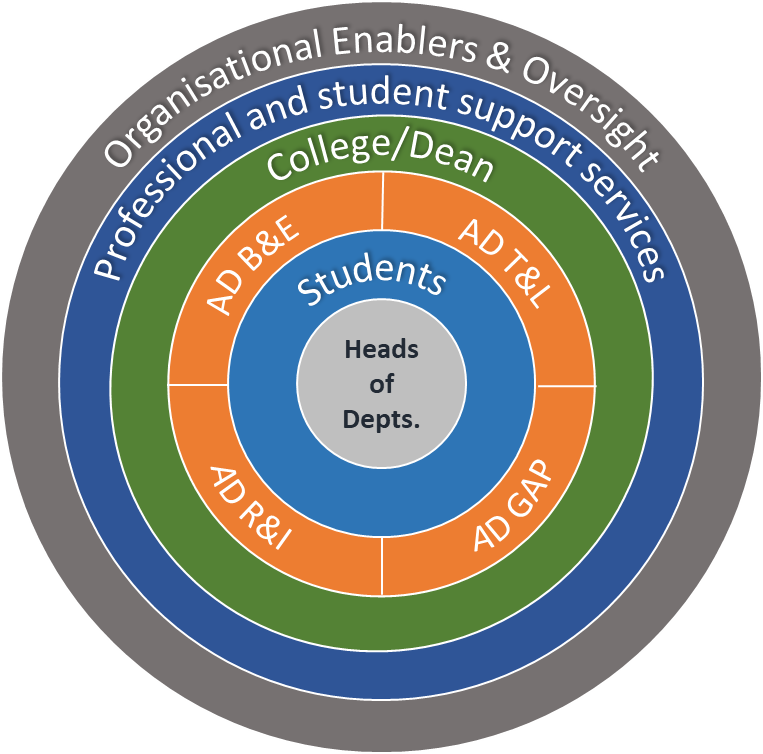 Organisational Enablers & Oversight
Professional and student support services
College/Dean
AD B&E
AD T&L
Students
Heads
of
Depts.
AD R&I
AD GAP